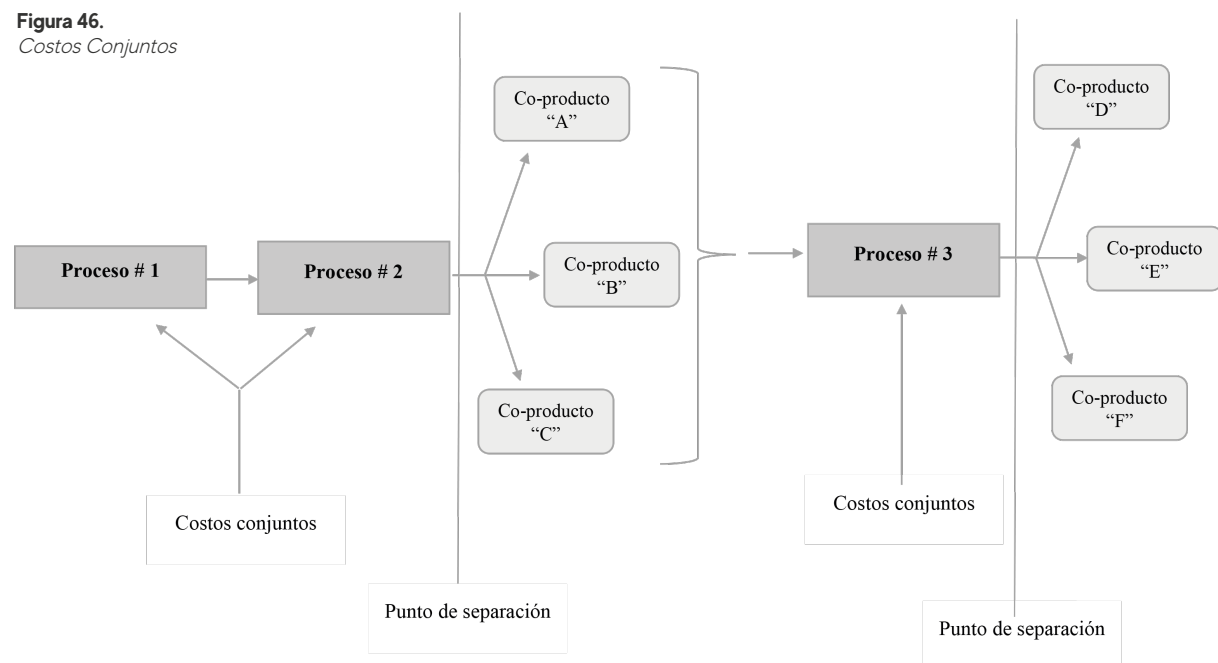 Figura 46.
Costos Conjuntos
Proceso # 1
Proceso # 2
Co-producto
“A”
Co-producto
“B”
Co-producto
“C”
Proceso # 3
Co-producto
“D”
Co-producto
“E”
Co-producto
“F”
Costos conjuntos
Punto de separación
Costos conjuntos
Punto de separación